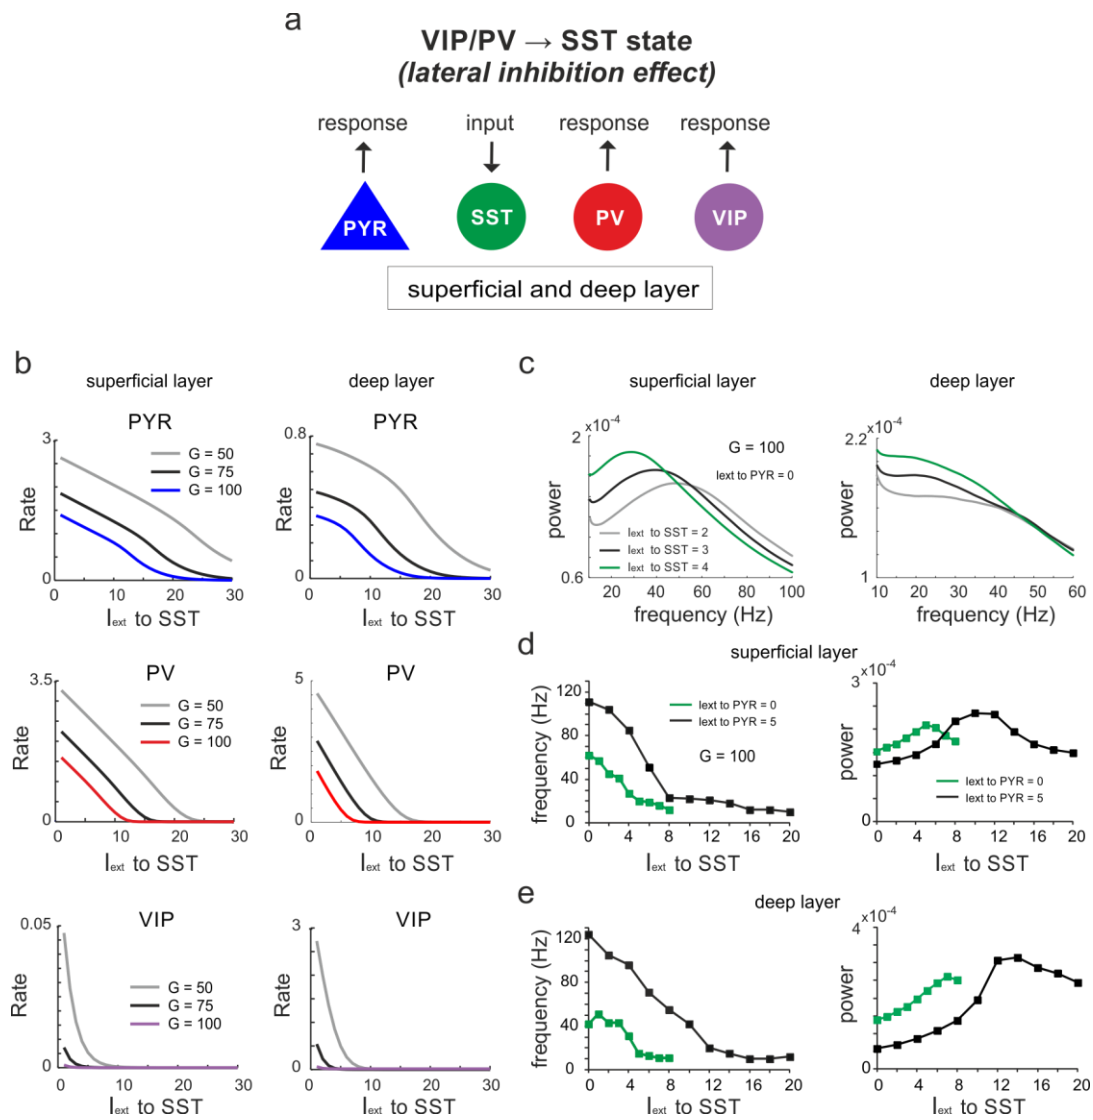 a
VIP/PV → SST state
(lateral inhibition effect)
response input response response
PYR SST PV VIP
superficial and deep layer
b
superficial layer deep layer
PYR
3
G = 50
G = 75
G = 100
Rate
0
0 10 20 30
Iext to SST
PYR
0.8
Rate
0
0 10 20 30
Iext to SST
PV
3.5
G = 50
G = 75
G = 100
Rate
0
0 10 20 30
Iext to SST
PV
5
Rate
0
0 10 20 30
Iext to SST
VIP
0.05
G = 50
G = 75
G = 100
Rate
0
0 10 20 30
Iext to SST
VIP
3
Rate
0
0 10 20 30
Iext to SST
c
superficial layer
x10-4
2
G = 100
Iext to PYR = 0
power
Iext to SST = 2
Iext to SST = 3
Iext to SST = 4
0.6
20 40 60 80 100
frequency (Hz)
deep layer
x10-4
2.2
power
1
10 20 30 40 50 60
frequency (Hz)
d
superficial layer
frequency (Hz)
120
80
40
0
Iext to PYR = 0
Iext to PYR = 5
G = 100
0 4 8 12 16 20
Iext to SST
x10-4
3
power
Iext to PYR = 0
Iext to PYR = 5
0
0 4 8 12 16 20
Iext to SST
e
deep layer
frequency (Hz)
120
80
40
0
0 4 8 12 16 20
Iext to SST
x10-4
4
power
0
0 4 8 12 16 20
Iext to SST